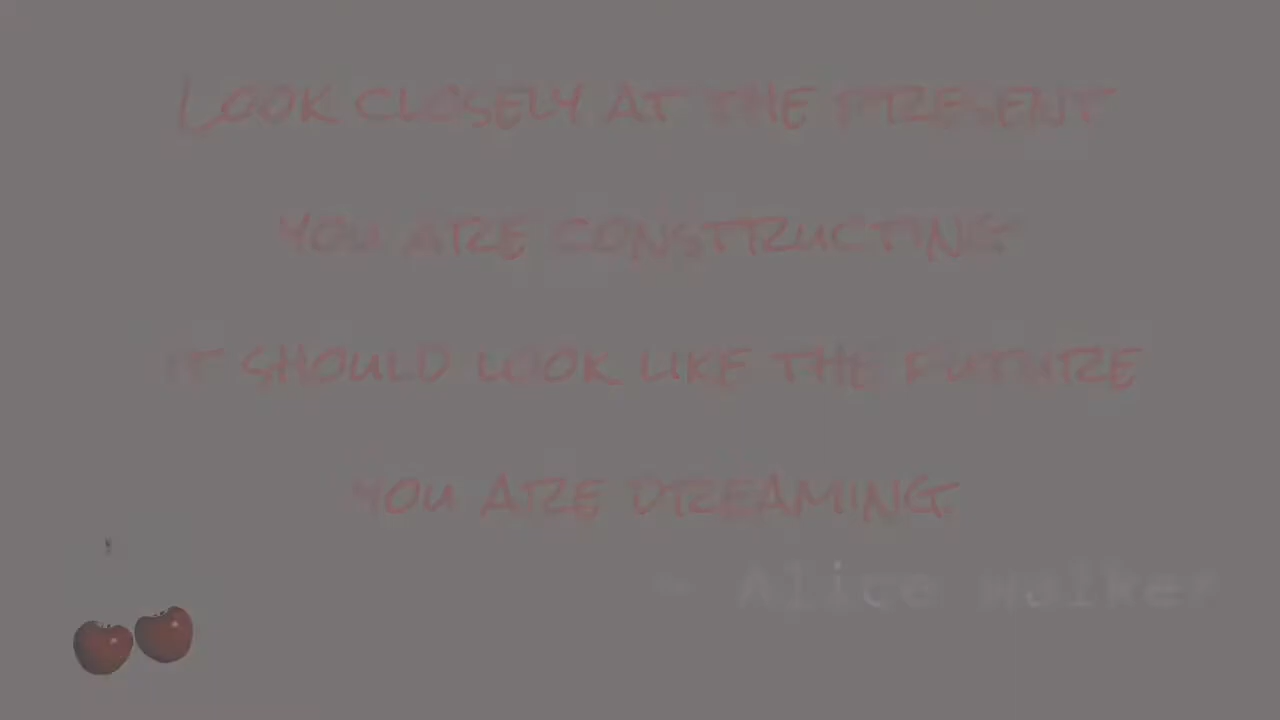 LOOK CLOSELY AT THE PRESENT
YOU ARE CONSTRUCTING
IT SHOULD LOOK LIKE THE FUTURE
YOU ARE DREAMING.
- Alice walker